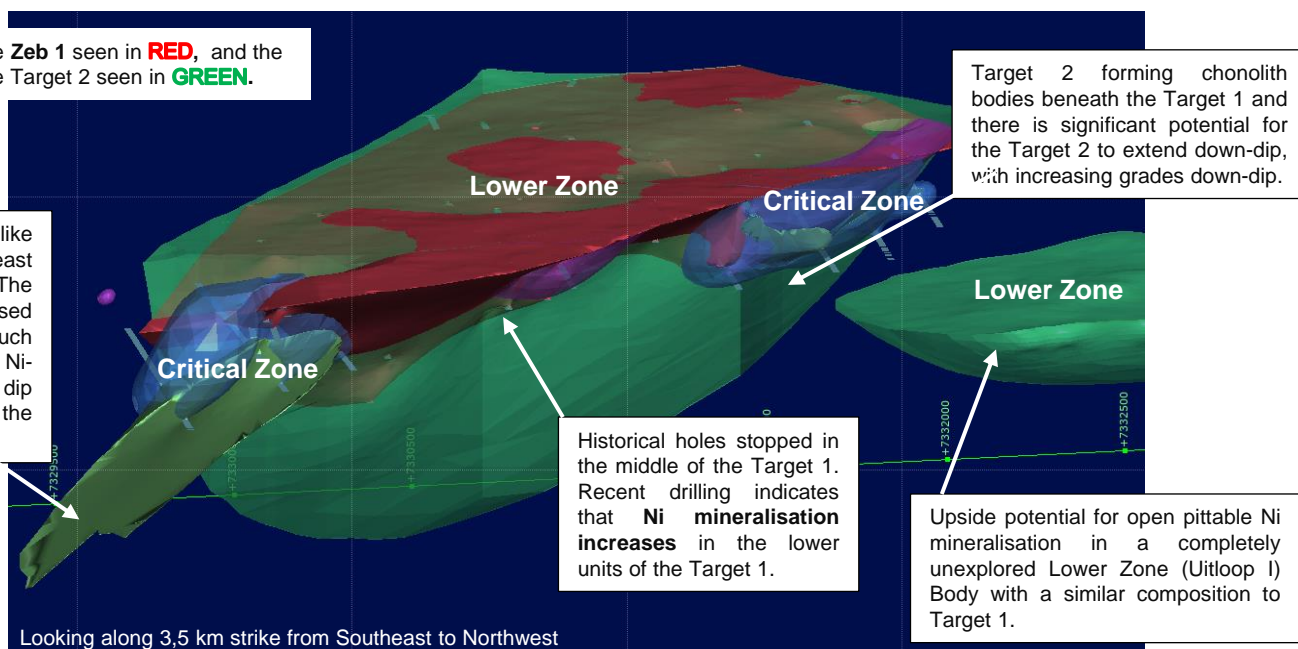 e Zeb 1 seen in RED, and the
e Target 2 seen in GREEN.
Target 2 forming chonolith
bodies beneath the Target 1 and
there is significant potential for
the Target 2 to extend down-dip,
with increasing grades down-dip.
Lower Zone
Critical Zone
like
east
The
sed
uch
Ni-
dip
the
Lower Zone
Critical Zone
Historical holes stopped in
the middle of the Target 1.
Recent drilling indicates
that Ni mineralisation
increases in the lower
units of the Target 1.
Upside potential for open pittable Ni
mineralisation in a completely
unexplored Lower Zone (Uitloop I)
Body with a similar composition to
Target 1.
+7329500
+7330500
+7332000
+7332500
Looking along 3,5 km strike from Southeast to Northwest